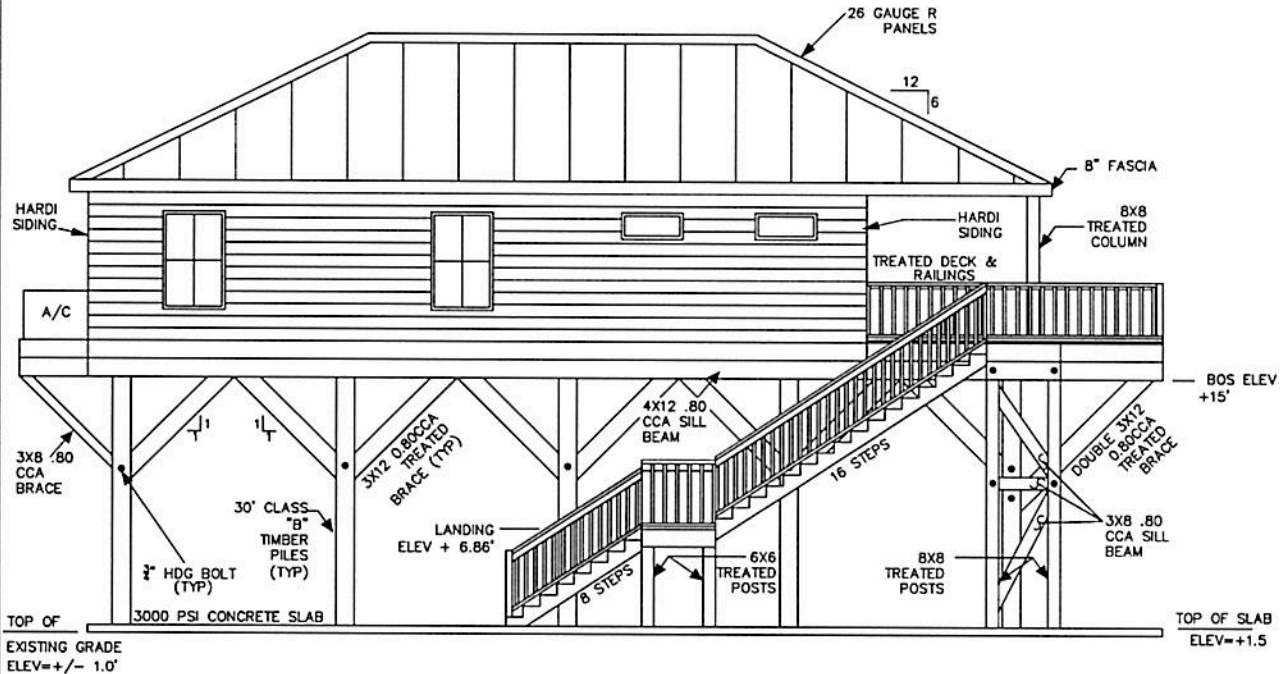 26 GAUGE R
PANELS
12
6
8" FASCIA
HARDI
SIDING
HARDI
SIDING
8X8
TREATED
COLUMN
TREATED DECK &
RAILINGS
A/C
BOS ELEV
+15'
4X12 .80
CCA SILL
BEAM
1
1
3X8 .80
CCA
BRACE
3X12 0.80CCA
TREATED
BRACE (TYP)
DOUBLE 3X12
0.80CCA
TREATED
BRACE
16 STEPS
30' CLASS
"B"
TIMBER
PILES
(TYP)
LANDING
ELEV + 6.86'
3X8 .80
CCA SILL
BEAM
HDG BOLT
(TYP)
8 STEPS
6X6
TREATED
POSTS
8X8
TREATED
POSTS
3000 PSI CONCRETE SLAB
TOP OF
EXISTING GRADE
ELEV=+/- 1.0'
TOP OF SLAB
ELEV=+1.5